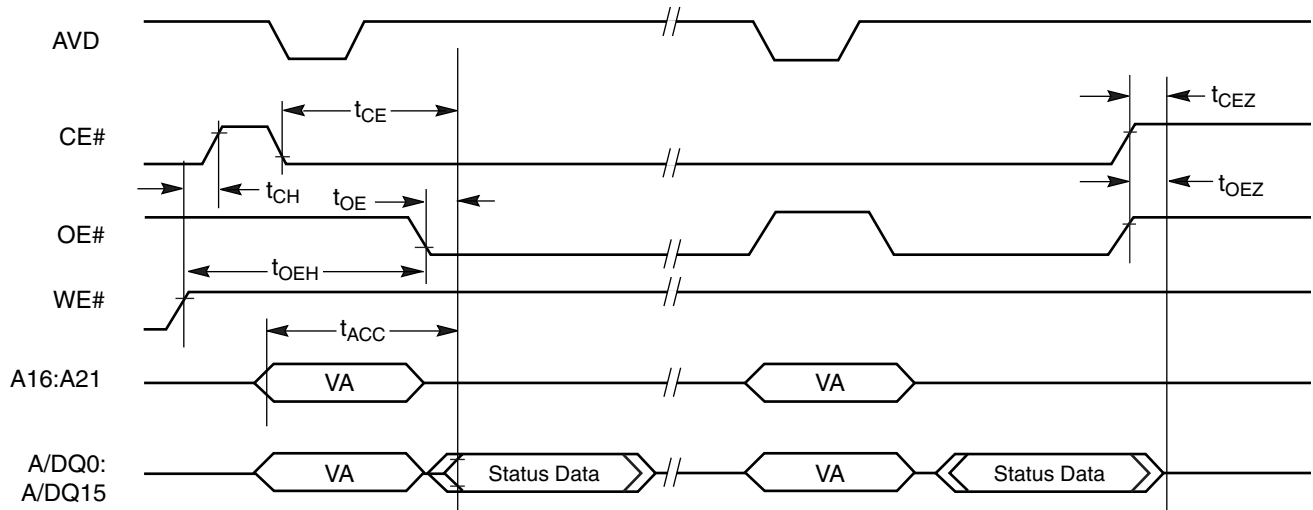 AVD
CE#
tCE
tCEZ
tCH
tOE
tOEZ
OE#
tOEH
WE#
tACC
A16:A21
VA
VA
A/DQ0:
A/DQ15
VA
Status Data
VA
Status Data